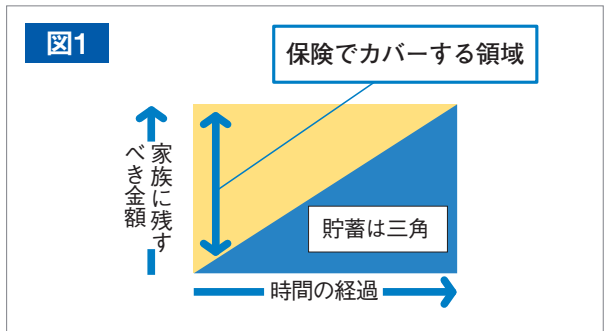 図1
保険でカバーする領域
家族に残す
べき金額
貯蓄は三角
時間の経過